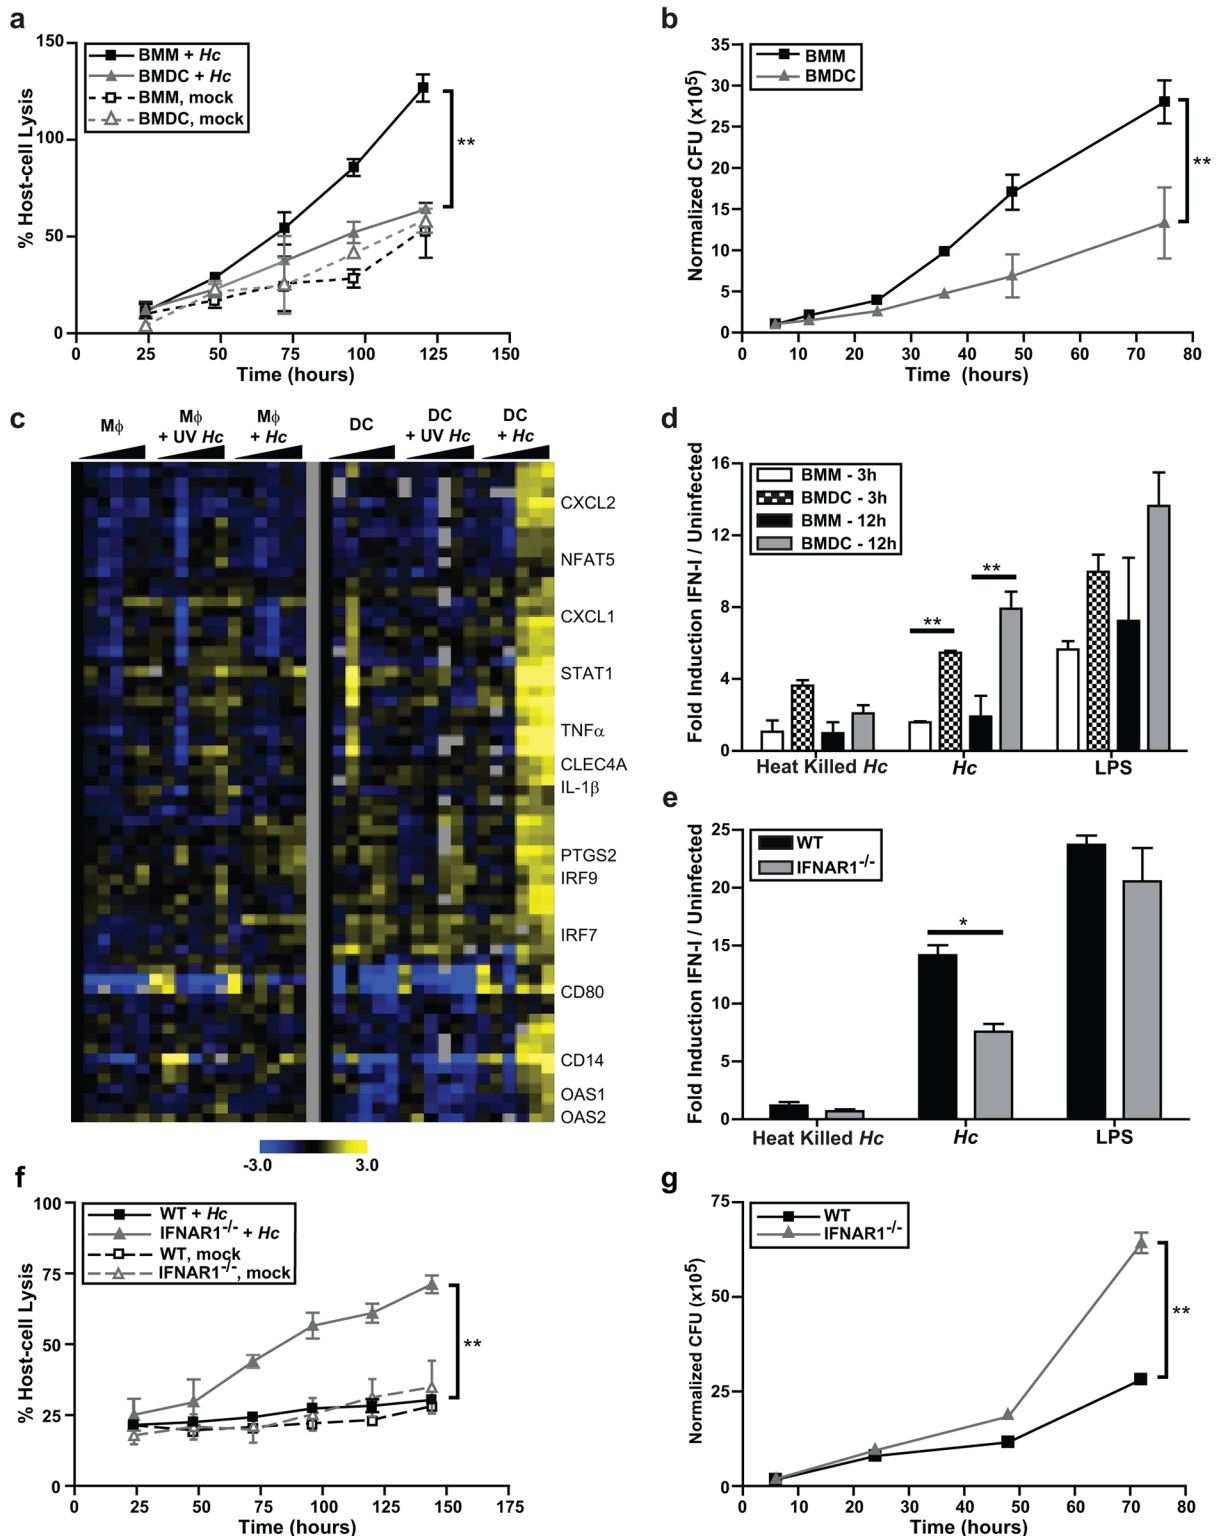 a
150
100
50
0
% Host-cell Lysis
BMM + Hc
BMDC + Hc
BMM, mock
BMDC, mock
**
0 25 50 75 100 125 150
Time (hours)
b
35
30
25
20
15
10
5
0
Normalized CFU (x10⁵)
BMM
BMDC
**
0 10 20 30 40 50 60 70 80
Time (hours)
c
Mϕ
Mϕ + UV Hc
Mϕ + Hc
DC
DC + UV Hc
DC + Hc
CXCL2
NFAT5
CXCL1
STAT1
TNFα
CLEC4A
IL-1β
PTGS2
IRF9
IRF7
CD80
CD14
OAS1
OAS2
-3.0 3.0
d
16
12
8
4
0
Fold Induction IFN-I / Uninfected
BMM - 3h
BMDC - 3h
BMM - 12h
BMDC - 12h
**
**
Heat Killed Hc Hc LPS
e
25
20
15
10
5
0
Fold Induction IFN-I / Uninfected
WT
IFNAR1⁻/⁻
*
Heat Killed Hc Hc LPS
f
100
75
50
25
0
% Host-cell Lysis
WT + Hc
IFNAR1⁻/⁻ + Hc
WT, mock
IFNAR1⁻/⁻, mock
**
0 25 50 75 100 125 150 175
Time (hours)
g
75
50
25
0
Normalized CFU (x10⁵)
WT
IFNAR1⁻/⁻
**
0 10 20 30 40 50 60 70 80
Time (hours)